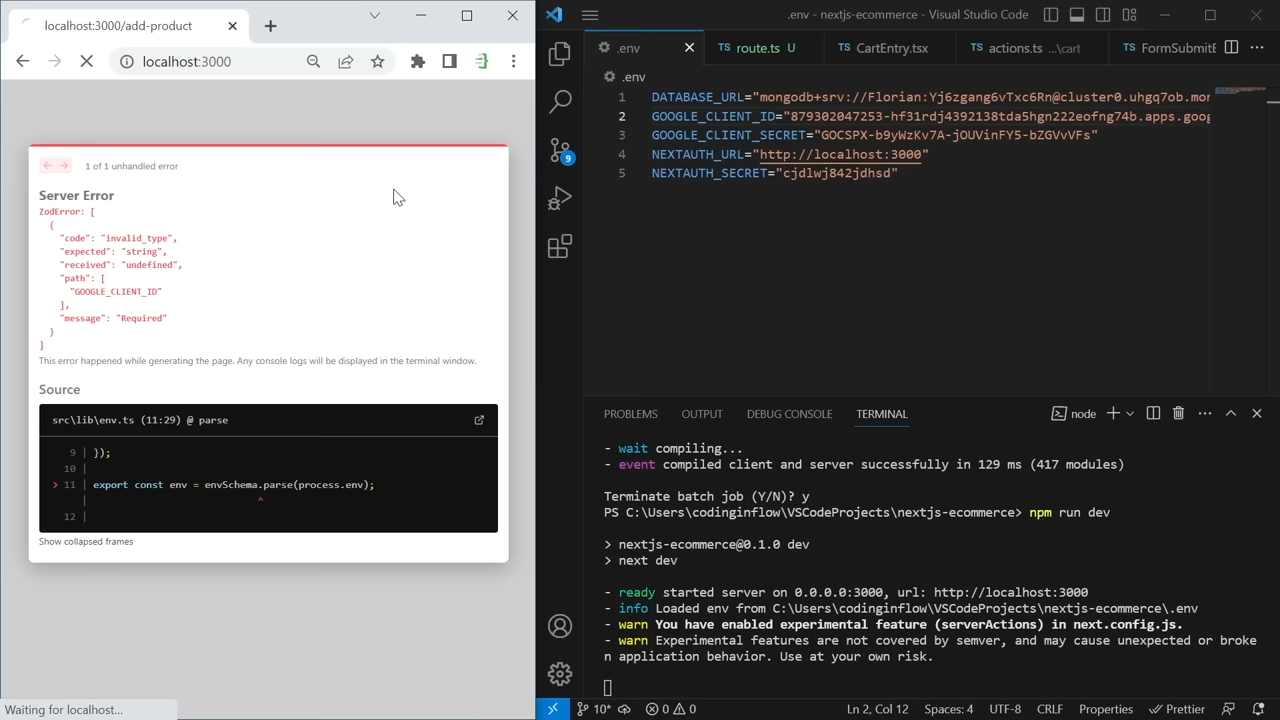 localhost:3000/add-product
localhost:3000
1 of 1 unhandled error
Server Error
ZodError: [
{
"code": "invalid_type",
"expected": "string",
"received": "undefined",
"path": [
"GOOGLE_CLIENT_ID"
],
"message": "Required"
}
]
This error happened while generating the page. Any console logs will be displayed in the terminal window.
Source
src\lib\env.ts (11:29) @ parse
9 | });
10 |
> 11 | export const env = envSchema.parse(process.env);
| ^
12 |
Show collapsed frames
Waiting for localhost...
.env - nextjs-ecommerce - Visual Studio Code
.env
TS route.ts U
TS CartEntry.tsx
TS actions.ts ...\cart
TS FormSubmitB
.env
1 DATABASE_URL="mongodb+srv://Florian:Yj6zgang6vTxc6Rn@cluster0.uhgq7ob.mon
2 GOOGLE_CLIENT_ID="879302047253-hf31rdj4392138tda5hgn222eofng74b.apps.goog
3 GOOGLE_CLIENT_SECRET="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"
4 NEXTAUTH_URL="http://localhost:3000"
5 NEXTAUTH_SECRET="cjdlwj842jdhsd"
9
PROBLEMS OUTPUT DEBUG CONSOLE TERMINAL
node
- wait compiling...
- event compiled client and server successfully in 129 ms (417 modules)
Terminate batch job (Y/N)? y
PS C:\Users\codinginflow\VSCodeProjects\nextjs-ecommerce> npm run dev
> nextjs-ecommerce@0.1.0 dev
> next dev
- ready started server on 0.0.0.0:3000, url: http://localhost:3000
- info Loaded env from C:\Users\codinginflow\VSCodeProjects\nextjs-ecommerce\.env
- warn You have enabled experimental feature (serverActions) in next.config.js.
- warn Experimental features are not covered by semver, and may cause unexpected or broke
n application behavior. Use at your own risk.
10* 0 0 Ln 2, Col 12 Spaces: 4 UTF-8 CRLF Properties Prettier